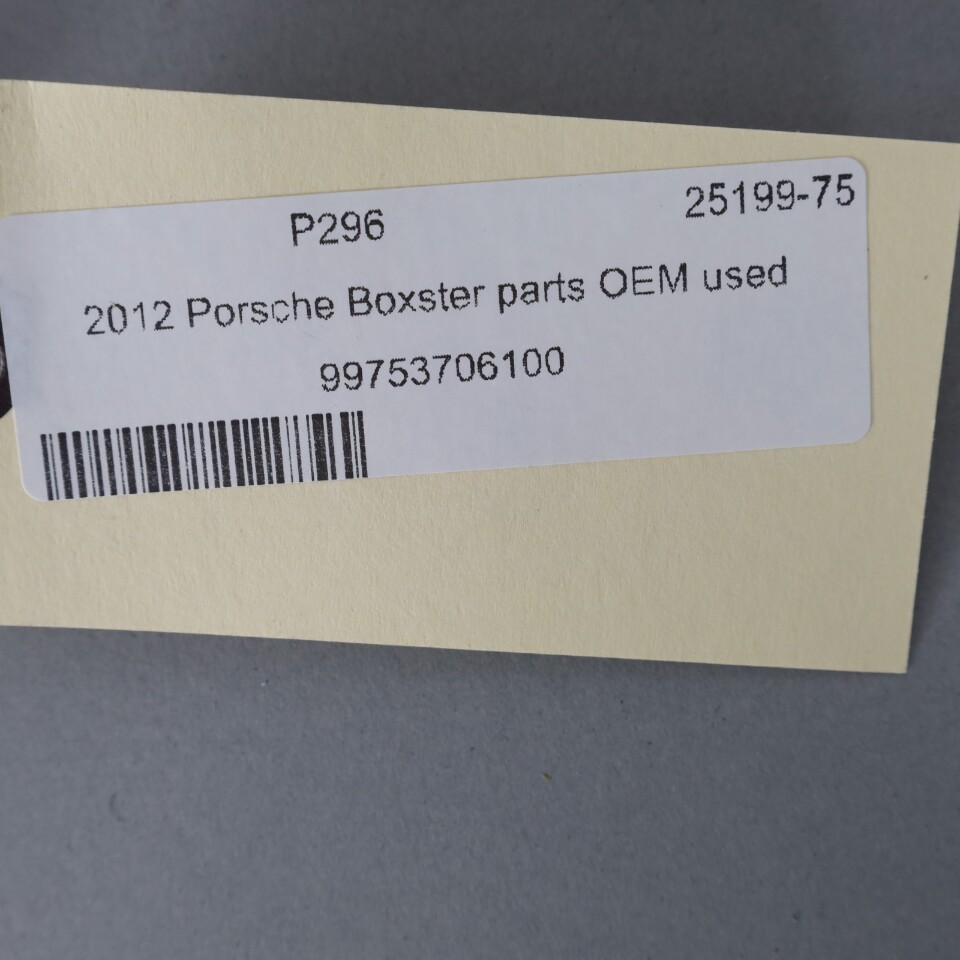 P296 25199-75
2012 Porsche Boxster parts OEM used
99753706100